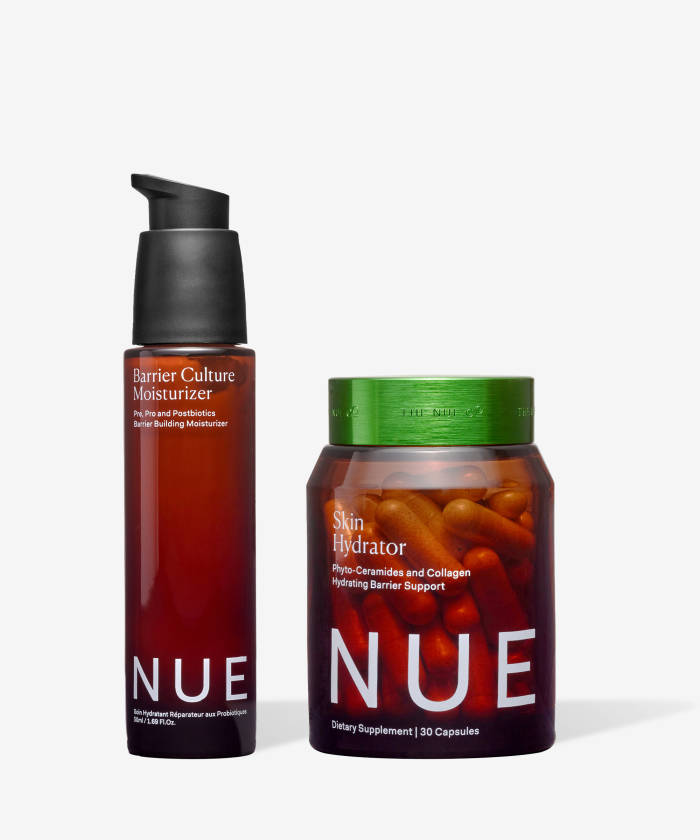 Barrier Culture
Moisturizer
Pre, Pro and Postbiotics
Barrier Building Moisturizer
NUE
Soin Hydratant Réparateur aux Probiotiques
50ml / 1.69 Fl.Oz.
THE NUE CO
Skin
Hydrator
Phyto-Ceramides and Collagen
Hydrating Barrier Support
NUE
Dietary Supplement | 30 Capsules